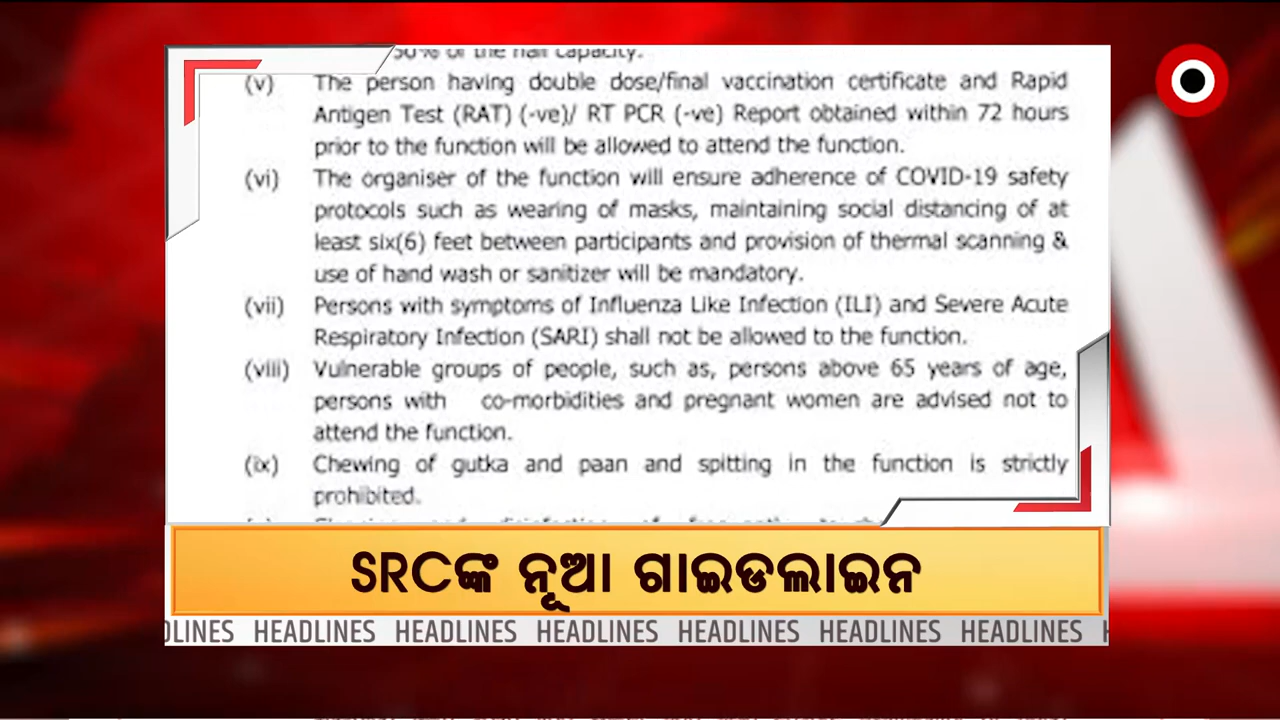 50% of the hall capacity.
(v) The person having double dose/final vaccination certificate and Rapid
Antigen Test (RAT) (-ve)/ RT PCR (-ve) Report obtained within 72 hours
prior to the function will be allowed to attend the function.
(vi) The organiser of the function will ensure adherence of COVID-19 safety
protocols such as wearing of masks, maintaining social distancing of at
least six(6) feet between participants and provision of thermal scanning &
use of hand wash or sanitizer will be mandatory.
(vii) Persons with symptoms of Influenza Like Infection (ILI) and Severe Acute
Respiratory Infection (SARI) shall not be allowed to the function.
(viii) Vulnerable groups of people, such as, persons above 65 years of age,
persons with co-morbidities and pregnant women are advised not to
attend the function.
(ix) Chewing of gutka and paan and spitting in the function is strictly
prohibited.
SRCଙ୍କ ନୂଆ ଗାଇଡଲାଇନ
DLINES HEADLINES HEADLINES HEADLINES HEADLINES HEADLINES HEADLINES